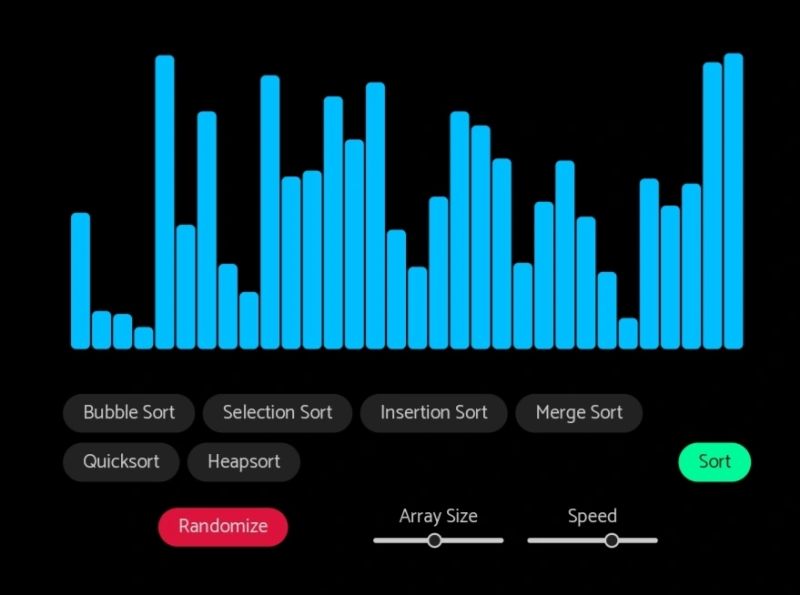 Bubble Sort
Selection Sort
Insertion Sort
Merge Sort
Quicksort
Heapsort
Sort
Randomize
Array Size
Speed